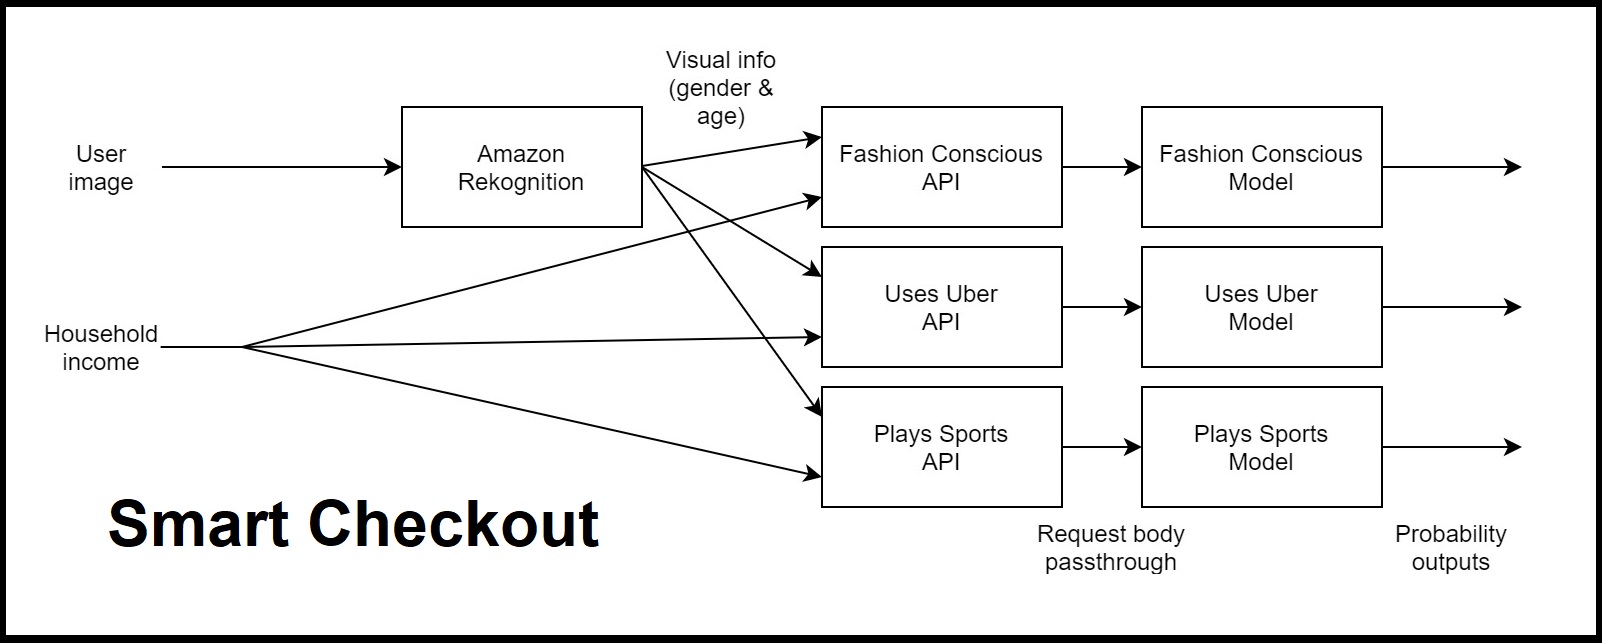 Visual info
(gender &
age)
User
image
Amazon
Rekognition
Fashion Conscious
API
Fashion Conscious
Model
Household
income
Uses Uber
API
Uses Uber
Model
Plays Sports
API
Plays Sports
Model
Smart Checkout
Request body
passthrough
Probability
outputs